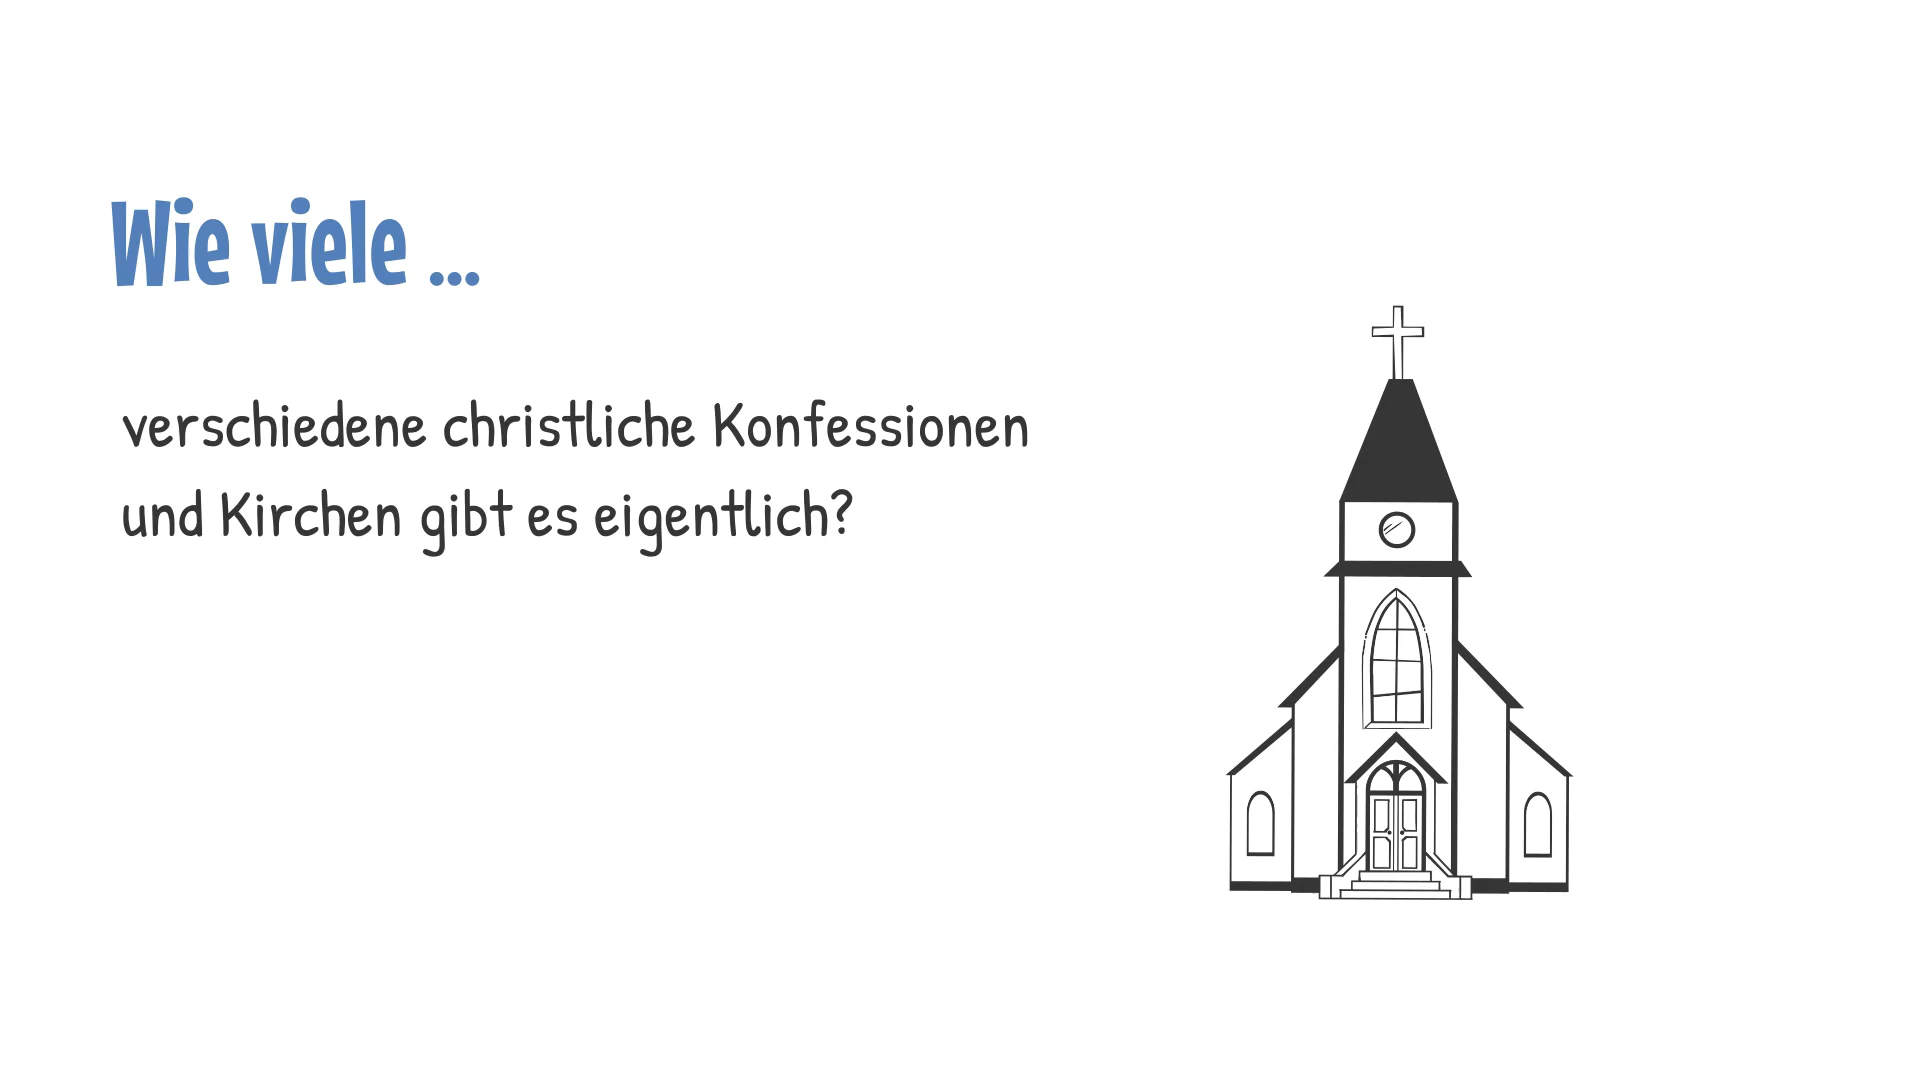 Wie viele ...
verschiedene christliche Konfessionen
und Kirchen gibt es eigentlich?